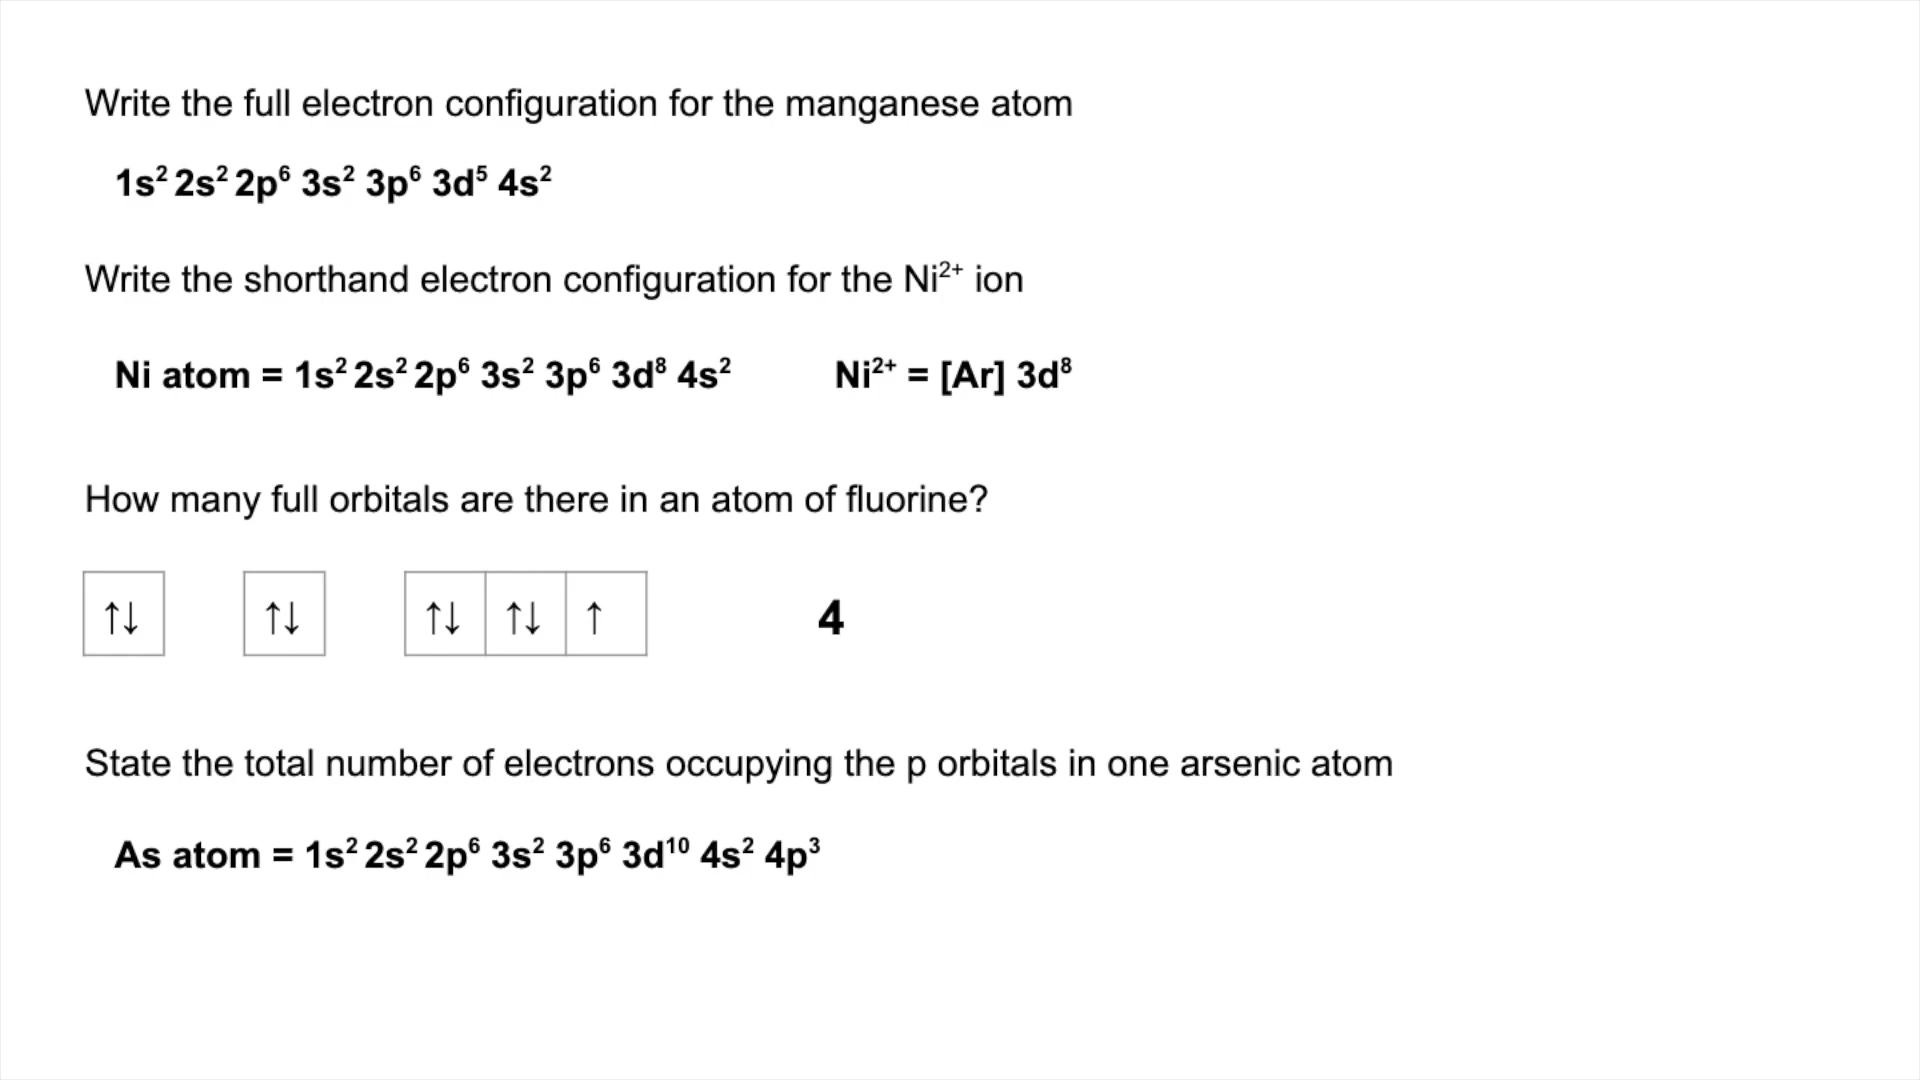 Write the full electron configuration for the manganese atom
1s² 2s² 2p⁶ 3s² 3p⁶ 3d⁵ 4s²
Write the shorthand electron configuration for the Ni²⁺ ion
Ni atom = 1s² 2s² 2p⁶ 3s² 3p⁶ 3d⁸ 4s² Ni²⁺ = [Ar] 3d⁸
How many full orbitals are there in an atom of fluorine?
↑↓ ↑↓ ↑↓ ↑↓ ↑ 4
State the total number of electrons occupying the p orbitals in one arsenic atom
As atom = 1s² 2s² 2p⁶ 3s² 3p⁶ 3d¹⁰ 4s² 4p³